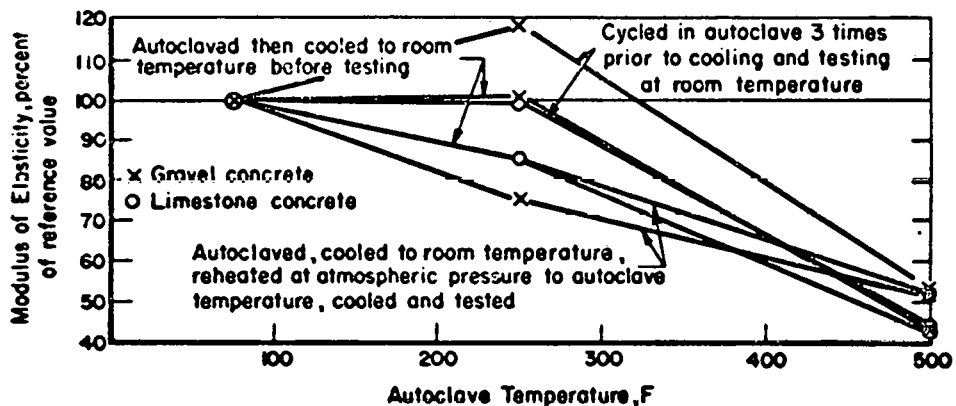 120
110
100
90
80
70
60
50
40
Modulus of Elasticity, percent
of reference value
Autoclaved then cooled to room
temperature before testing
Cycled in autoclave 3 times
prior to cooling and testing
at room temperature
× Gravel concrete
O Limestone concrete
Autoclaved, cooled to room temperature,
reheated at atmospheric pressure to autoclave
temperature, cooled and tested
100
200
300
400
500
Autoclave Temperature, F